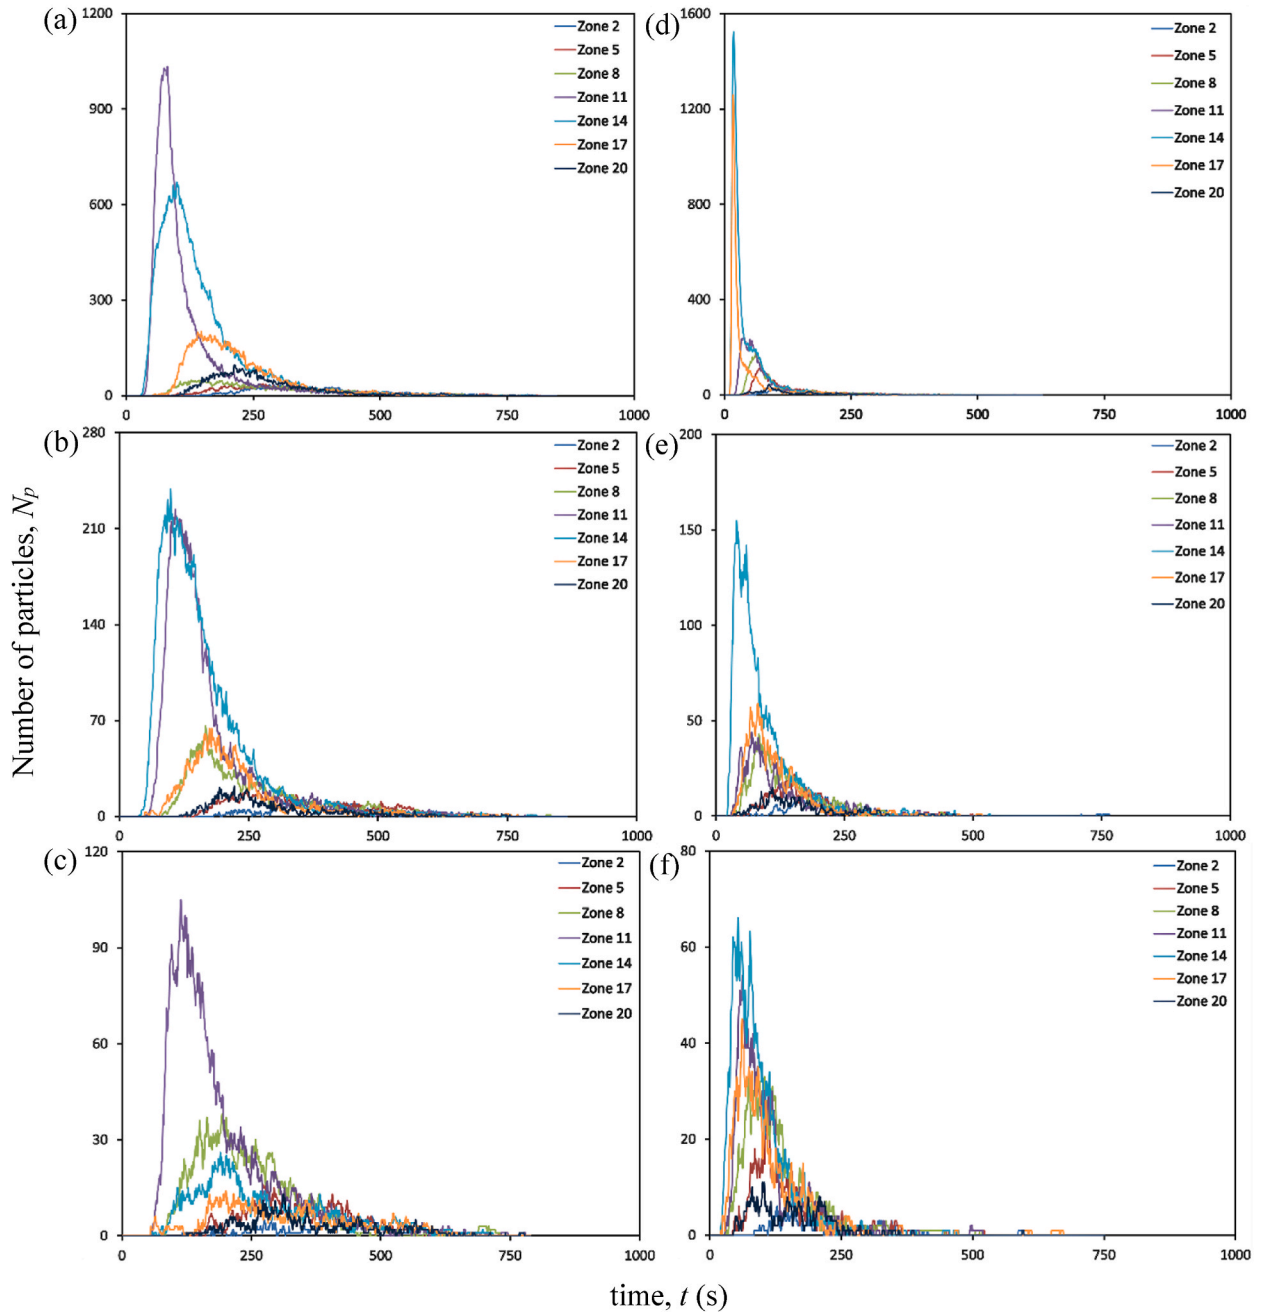 (a)
1200
900
600
300
0
0 250 500 750 1000
Zone 2
Zone 5
Zone 8
Zone 11
Zone 14
Zone 17
Zone 20
(d)
1600
1200
800
400
0
0 250 500 750 1000
Zone 2
Zone 5
Zone 8
Zone 11
Zone 14
Zone 17
Zone 20
Number of particles, Np
(b)
280
210
140
70
0
0 250 500 750 1000
Zone 2
Zone 5
Zone 8
Zone 11
Zone 14
Zone 17
Zone 20
(e)
200
150
100
50
0
0 250 500 750 1000
Zone 2
Zone 5
Zone 8
Zone 11
Zone 14
Zone 17
Zone 20
(c)
120
90
60
30
0
0 250 500 750 1000
Zone 2
Zone 5
Zone 8
Zone 11
Zone 14
Zone 17
Zone 20
(f)
80
60
40
20
0
0 250 500 750 1000
Zone 2
Zone 5
Zone 8
Zone 11
Zone 14
Zone 17
Zone 20
time, t (s)